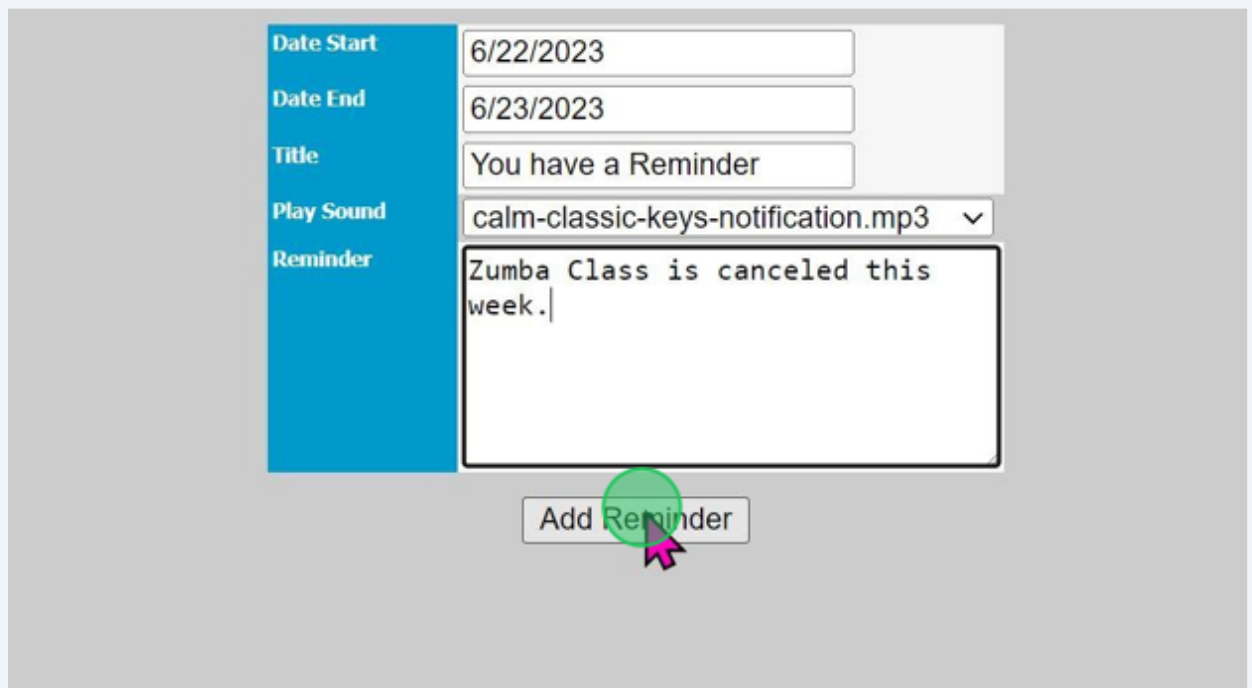 Date Start
6/22/2023
Date End
6/23/2023
Title
You have a Reminder
Play Sound
calm-classic-keys-notification.mp3
Reminder
Zumba Class is canceled this
week.
Add Reminder